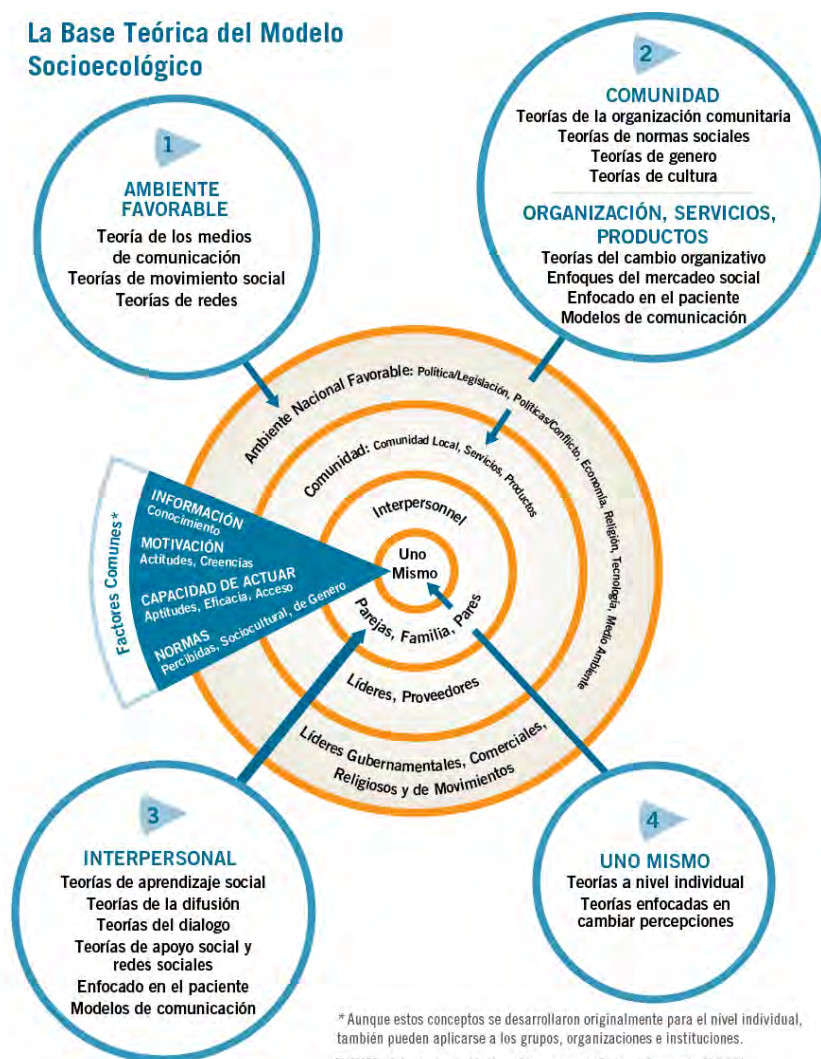 La Base Teórica del Modelo
Socioecológico
1
AMBIENTE
FAVORABLE
Teoría de los medios
de comunicación
Teorías de movimiento social
Teorías de redes
2
COMUNIDAD
Teorías de la organización comunitaria
Teorías de normas sociales
Teorías de genero
Teorías de cultura
ORGANIZACIÓN, SERVICIOS,
PRODUCTOS
Teorías del cambio organizativo
Enfoques del mercadeo social
Enfocado en el paciente
Modelos de comunicación
Ambiente Nacional Favorable: Política/Legislación, Políticas/Conflicto, Economía, Religión, Tecnología, Medio Ambiente
Comunidad: Comunidad Local, Servicios, Productos
Interpersonnel
Uno
Mismo
Parejas, Familia, Pares
Líderes, Proveedores
Líderes Gubernamentales, Comerciales,
Religiosos y de Movimientos
Factores Comunes*
INFORMACIÓN
Conocimiento
MOTIVACIÓN
Actitudes, Creencias
CAPACIDAD DE ACTUAR
Aptitudes, Eficacia, Acceso
NORMAS
Percibidas, Sociocultural, de Genero
3
INTERPERSONAL
Teorías de aprendizaje social
Teorías de la difusión
Teorías del dialogo
Teorías de apoyo social y
redes sociales
Enfocado en el paciente
Modelos de comunicación
4
UNO MISMO
Teorías a nivel individual
Teorías enfocadas en
cambiar percepciones
* Aunque estos conceptos se desarrollaron originalmente para el nivel individual,
también pueden aplicarse a los grupos, organizaciones e instituciones.